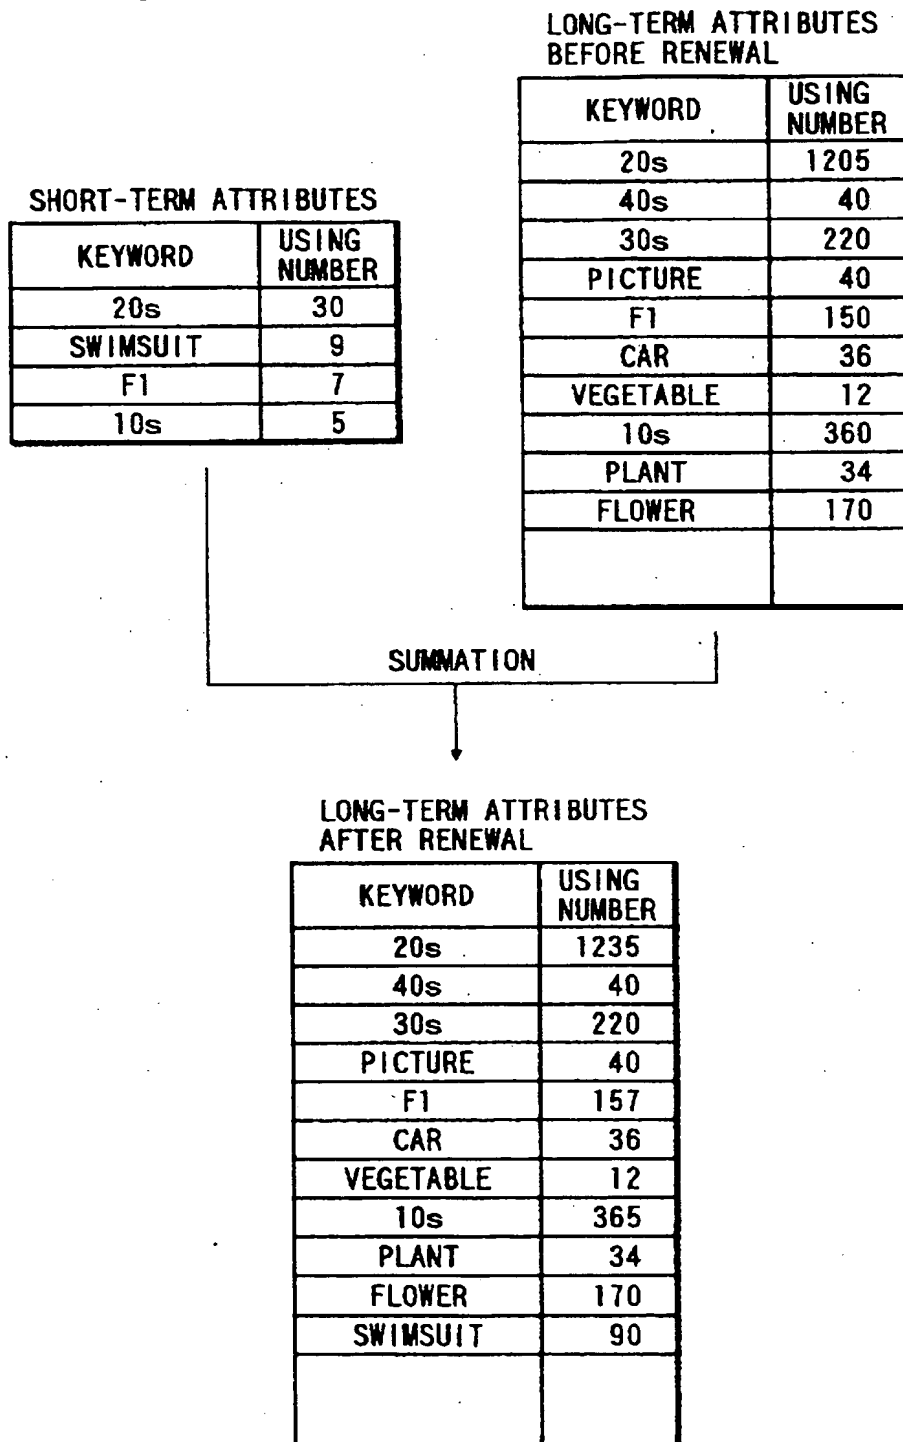 LONG-TERM ATTRIBUTES
BEFORE RENEWAL
KEYWORD USING NUMBER
20s 1205
40s 40
30s 220
PICTURE 40
F1 150
CAR 36
VEGETABLE 12
10s 360
PLANT 34
FLOWER 170
SHORT-TERM ATTRIBUTES
KEYWORD USING NUMBER
20s 30
SWIMSUIT 9
F1 7
10s 5
SUMMATION
LONG-TERM ATTRIBUTES
AFTER RENEWAL
KEYWORD USING NUMBER
20s 1235
40s 40
30s 220
PICTURE 40
F1 157
CAR 36
VEGETABLE 12
10s 365
PLANT 34
FLOWER 170
SWIMSUIT 90